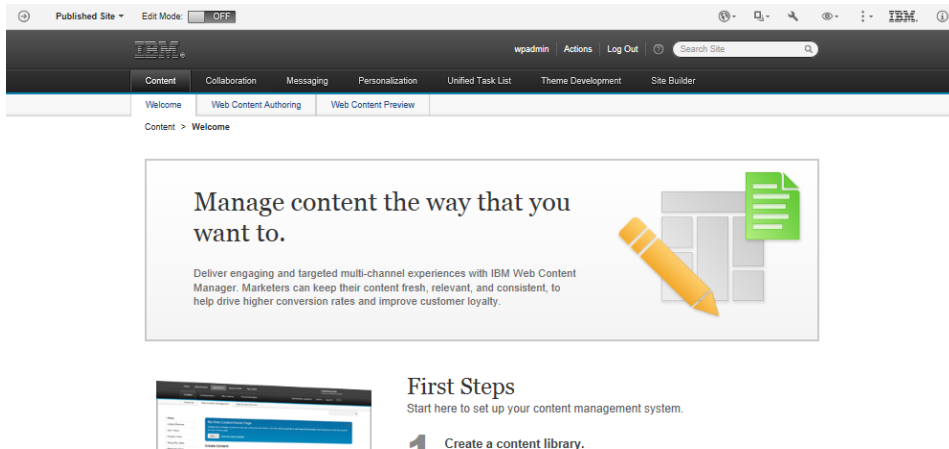 Published Site Edit Mode: OFF IBM.
IBM. wpadmin Actions Log Out ? Search Site
Content Collaboration Messaging Personalization Unified Task List Theme Development Site Builder
Welcome Web Content Authoring Web Content Preview
Content > Welcome
Manage content the way that you
want to.
Deliver engaging and targeted multi-channel experiences with IBM Web Content
Manager. Marketers can keep their content fresh, relevant, and consistent, to
help drive higher conversion rates and improve customer loyalty.
First Steps
Start here to set up your content management system.
1 Create a content library.